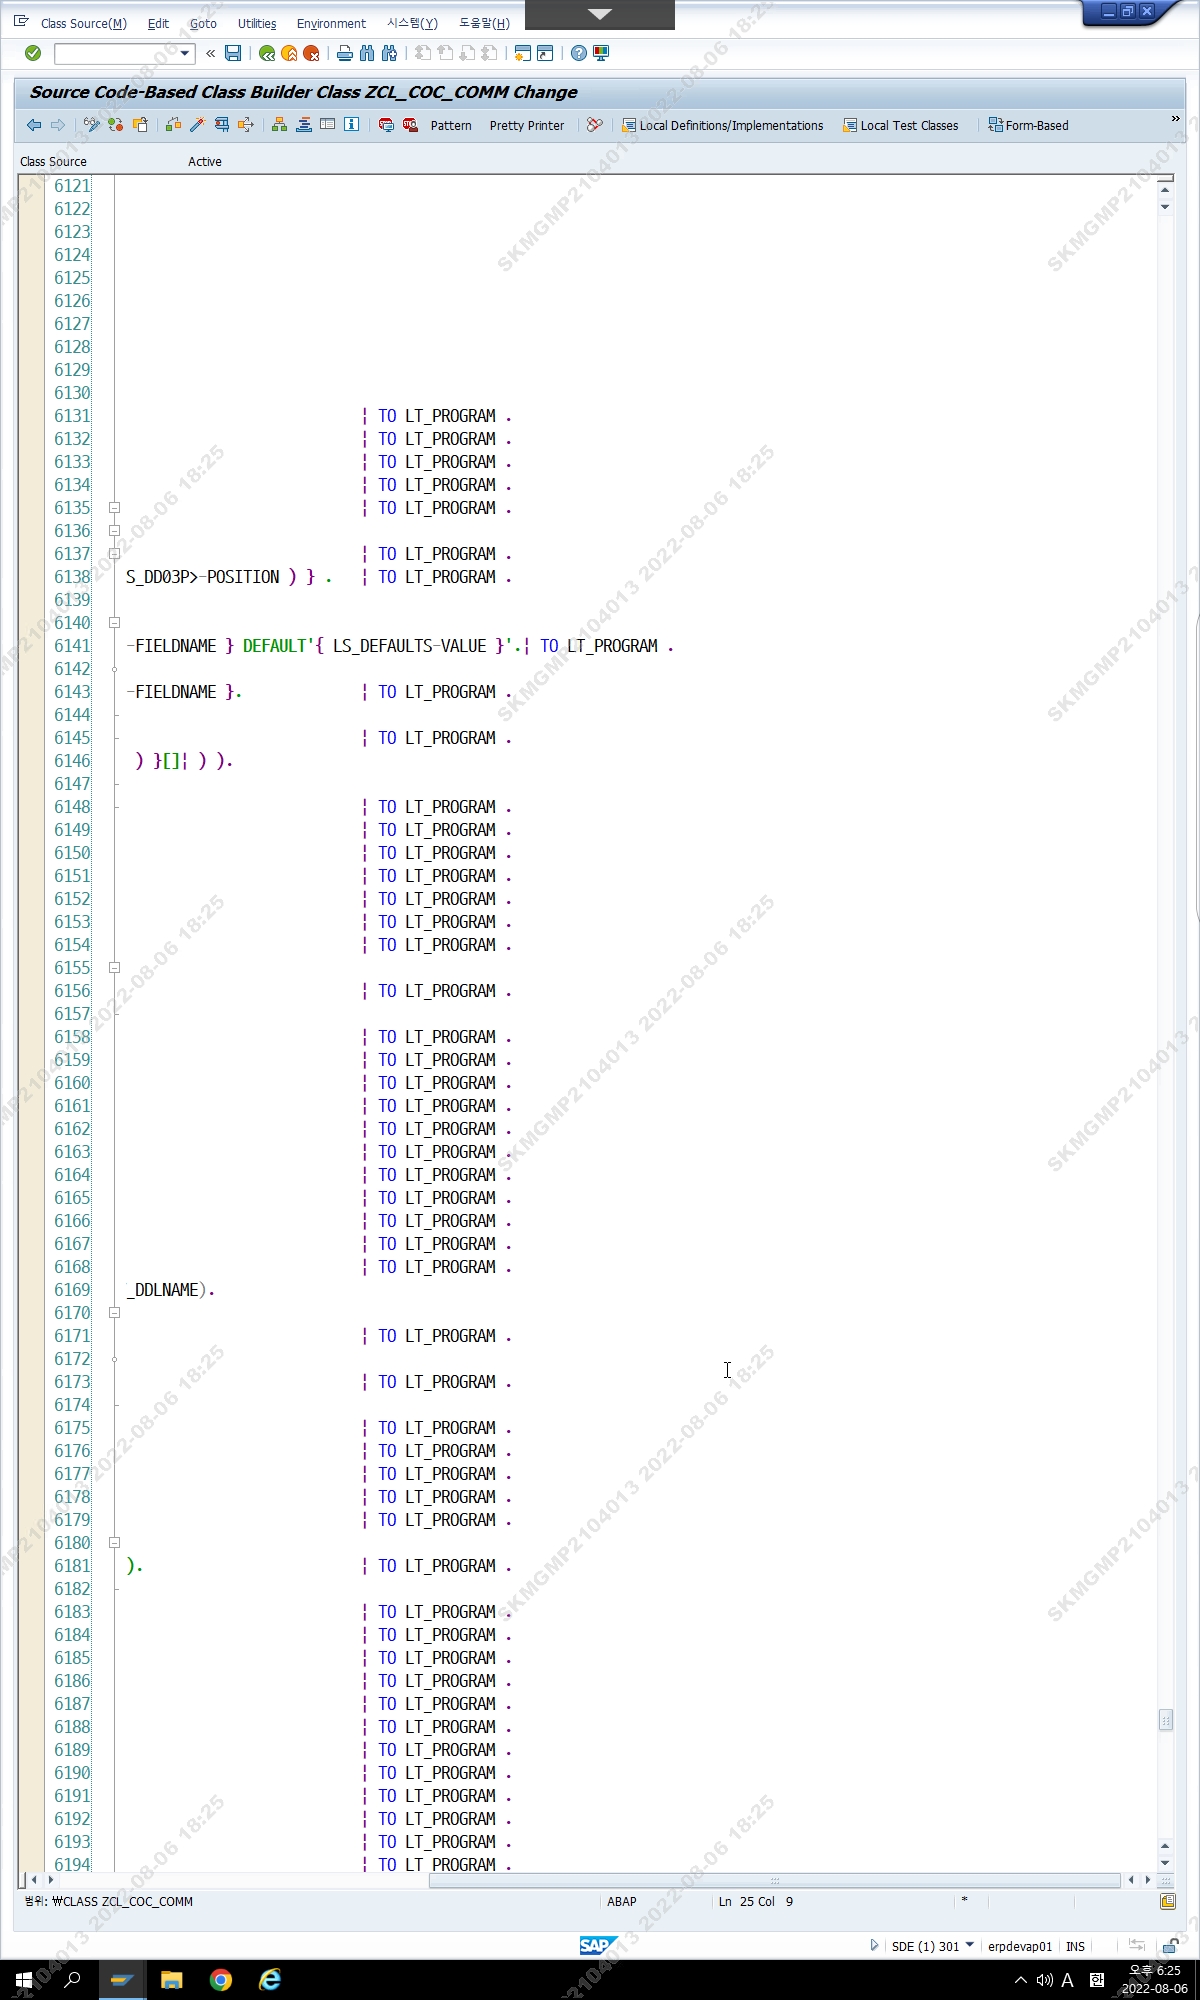 Class Source(M) Edit Goto Utilities Environment 시스템(Y) 도움말(H)
Source Code-Based Class Builder Class ZCL_COC_COMM Change
Pattern Pretty Printer Local Definitions/Implementations Local Test Classes Form-Based
Class Source Active
6121
6122
6123
6124
6125
6126
6127
6128
6129
6130
6131 | TO LT_PROGRAM .
6132 | TO LT_PROGRAM .
6133 | TO LT_PROGRAM .
6134 | TO LT_PROGRAM .
6135 | TO LT_PROGRAM .
6136
6137 | TO LT_PROGRAM .
6138 S_DD03P>-POSITION ) } . | TO LT_PROGRAM .
6139
6140
6141 -FIELDNAME } DEFAULT'{ LS_DEFAULTS-VALUE }'.| TO LT_PROGRAM .
6142
6143 -FIELDNAME }. | TO LT_PROGRAM .
6144
6145 | TO LT_PROGRAM .
6146 ) }[]| ) ).
6147
6148 | TO LT_PROGRAM .
6149 | TO LT_PROGRAM .
6150 | TO LT_PROGRAM .
6151 | TO LT_PROGRAM .
6152 | TO LT_PROGRAM .
6153 | TO LT_PROGRAM .
6154 | TO LT_PROGRAM .
6155
6156 | TO LT_PROGRAM .
6157
6158 | TO LT_PROGRAM .
6159 | TO LT_PROGRAM .
6160 | TO LT_PROGRAM .
6161 | TO LT_PROGRAM .
6162 | TO LT_PROGRAM .
6163 | TO LT_PROGRAM .
6164 | TO LT_PROGRAM .
6165 | TO LT_PROGRAM .
6166 | TO LT_PROGRAM .
6167 | TO LT_PROGRAM .
6168 | TO LT_PROGRAM .
6169 _DDLNAME).
6170
6171 | TO LT_PROGRAM .
6172
6173 | TO LT_PROGRAM .
6174
6175 | TO LT_PROGRAM .
6176 | TO LT_PROGRAM .
6177 | TO LT_PROGRAM .
6178 | TO LT_PROGRAM .
6179 | TO LT_PROGRAM .
6180
6181 ). | TO LT_PROGRAM .
6182
6183 | TO LT_PROGRAM .
6184 | TO LT_PROGRAM .
6185 | TO LT_PROGRAM .
6186 | TO LT_PROGRAM .
6187 | TO LT_PROGRAM .
6188 | TO LT_PROGRAM .
6189 | TO LT_PROGRAM .
6190 | TO LT_PROGRAM .
6191 | TO LT_PROGRAM .
6192 | TO LT_PROGRAM .
6193 | TO LT_PROGRAM .
6194 | TO LT_PROGRAM .
범위: ₩CLASS ZCL_COC_COMM ABAP Ln 25 Col 9 *
SAP SDE (1) 301 erpdevap01 INS
A 한 오후 6:25
2022-08-06
SKMGMP2104013 2022-08-06 18:25